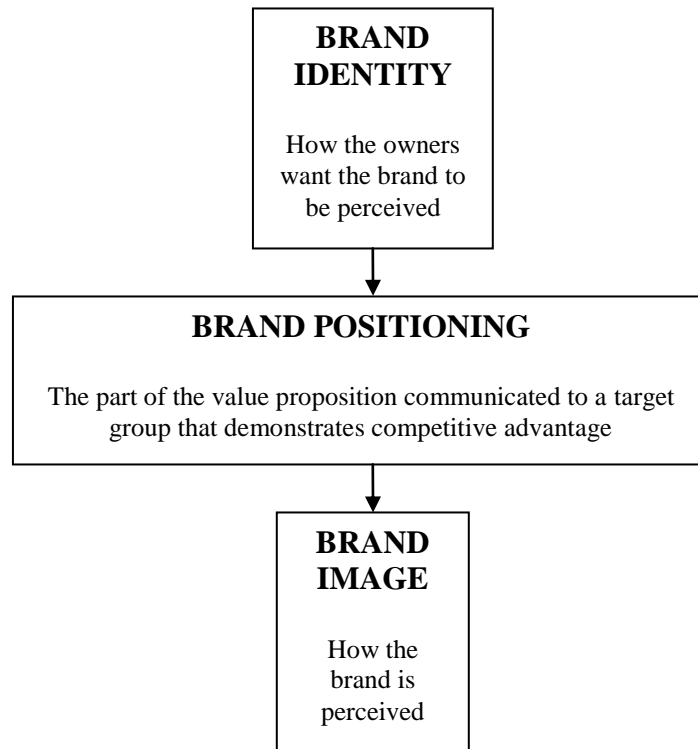 BRAND
IDENTITY
How the owners
want the brand to
be perceived
BRAND POSITIONING
The part of the value proposition communicated to a target
group that demonstrates competitive advantage
BRAND
IMAGE
How the
brand is
perceived